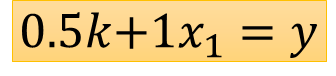 0.5k+1x₁ = y